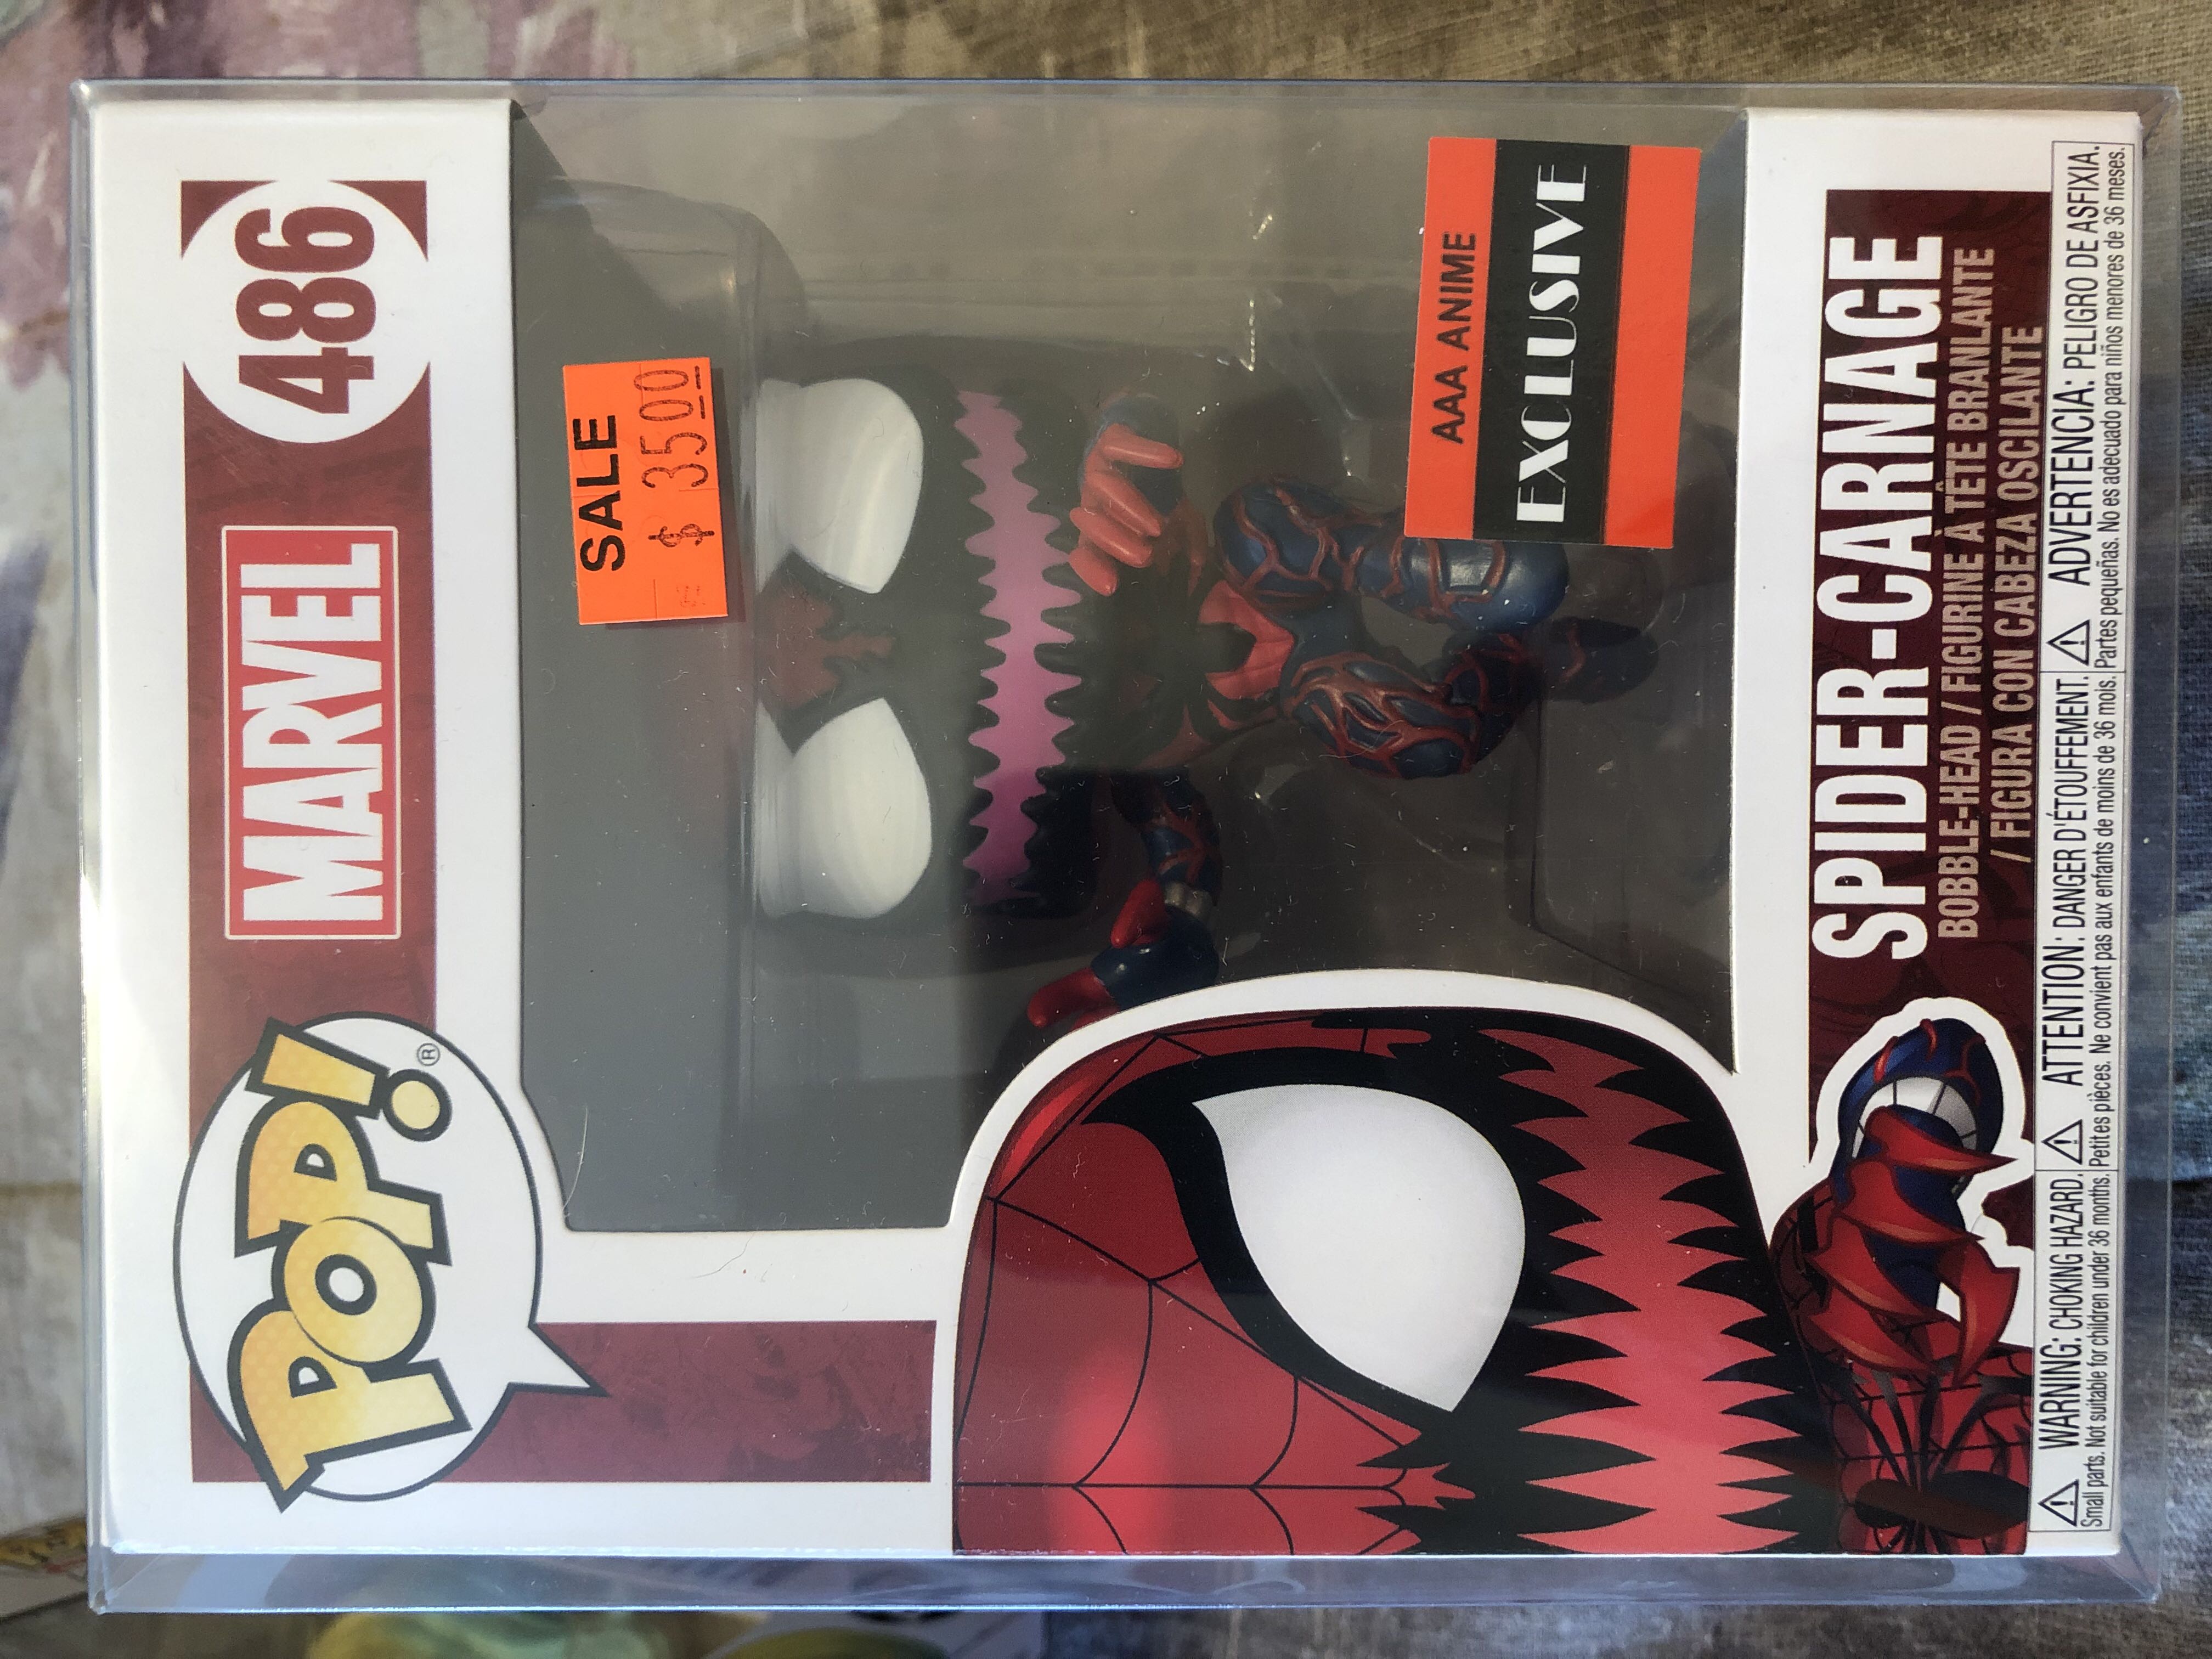 POP!®
MARVEL
486
SALE
$ 35.00
AAA ANIME
EXCLUSIVE
SPIDER-CARNAGE
BOBBLE-HEAD / FIGURINE À TÊTE BRANLANTE
/ FIGURA CON CABEZA OSCILANTE
⚠ WARNING: CHOKING HAZARD.
Small parts. Not suitable for children under 36 months.
⚠ ATTENTION: DANGER D'ÉTOUFFEMENT.
Petites pièces. Ne convient pas aux enfants de moins de 36 mois.
⚠ ADVERTENCIA: PELIGRO DE ASFIXIA.
Partes pequeñas. No es adecuado para niños menores de 36 meses.